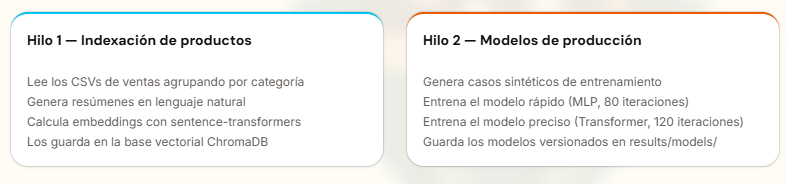 Hilo 1 — Indexación de productos
Lee los CSVs de ventas agrupando por categoría
Genera resúmenes en lenguaje natural
Calcula embeddings con sentence-transformers
Los guarda en la base vectorial ChromaDB
Hilo 2 — Modelos de producción
Genera casos sintéticos de entrenamiento
Entrena el modelo rápido (MLP, 80 iteraciones)
Entrena el modelo preciso (Transformer, 120 iteraciones)
Guarda los modelos versionados en results/models/